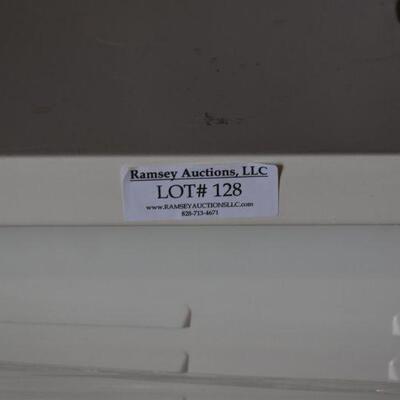 Ramsey Auctions, LLC
LOT# 128
www.RAMSEYAUCTIONSLLC.com
828-713-4671